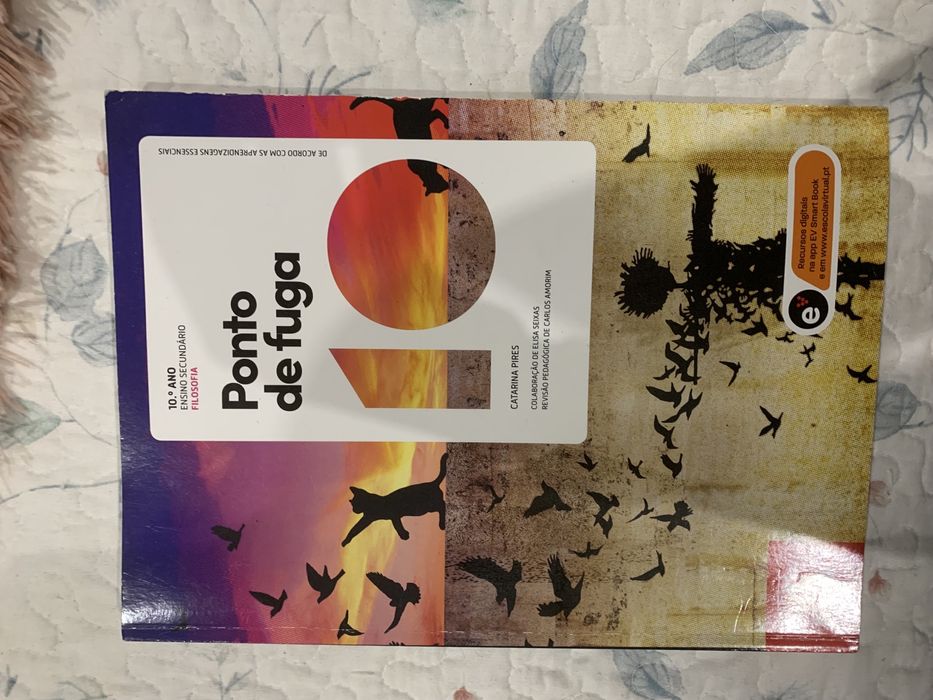 10.º ANO
ENSINO SECUNDÁRIO
FILOSOFIA
DE ACORDO COM AS APRENDIZAGENS ESSENCIAIS
Ponto
de fuga
10
CATARINA PIRES
COLABORAÇÃO DE ELISA SEIXAS
REVISÃO PEDAGÓGICA DE CARLOS AMORIM
e
Recursos digitais
na app EV Smart Book
e em www.escolavirtual.pt